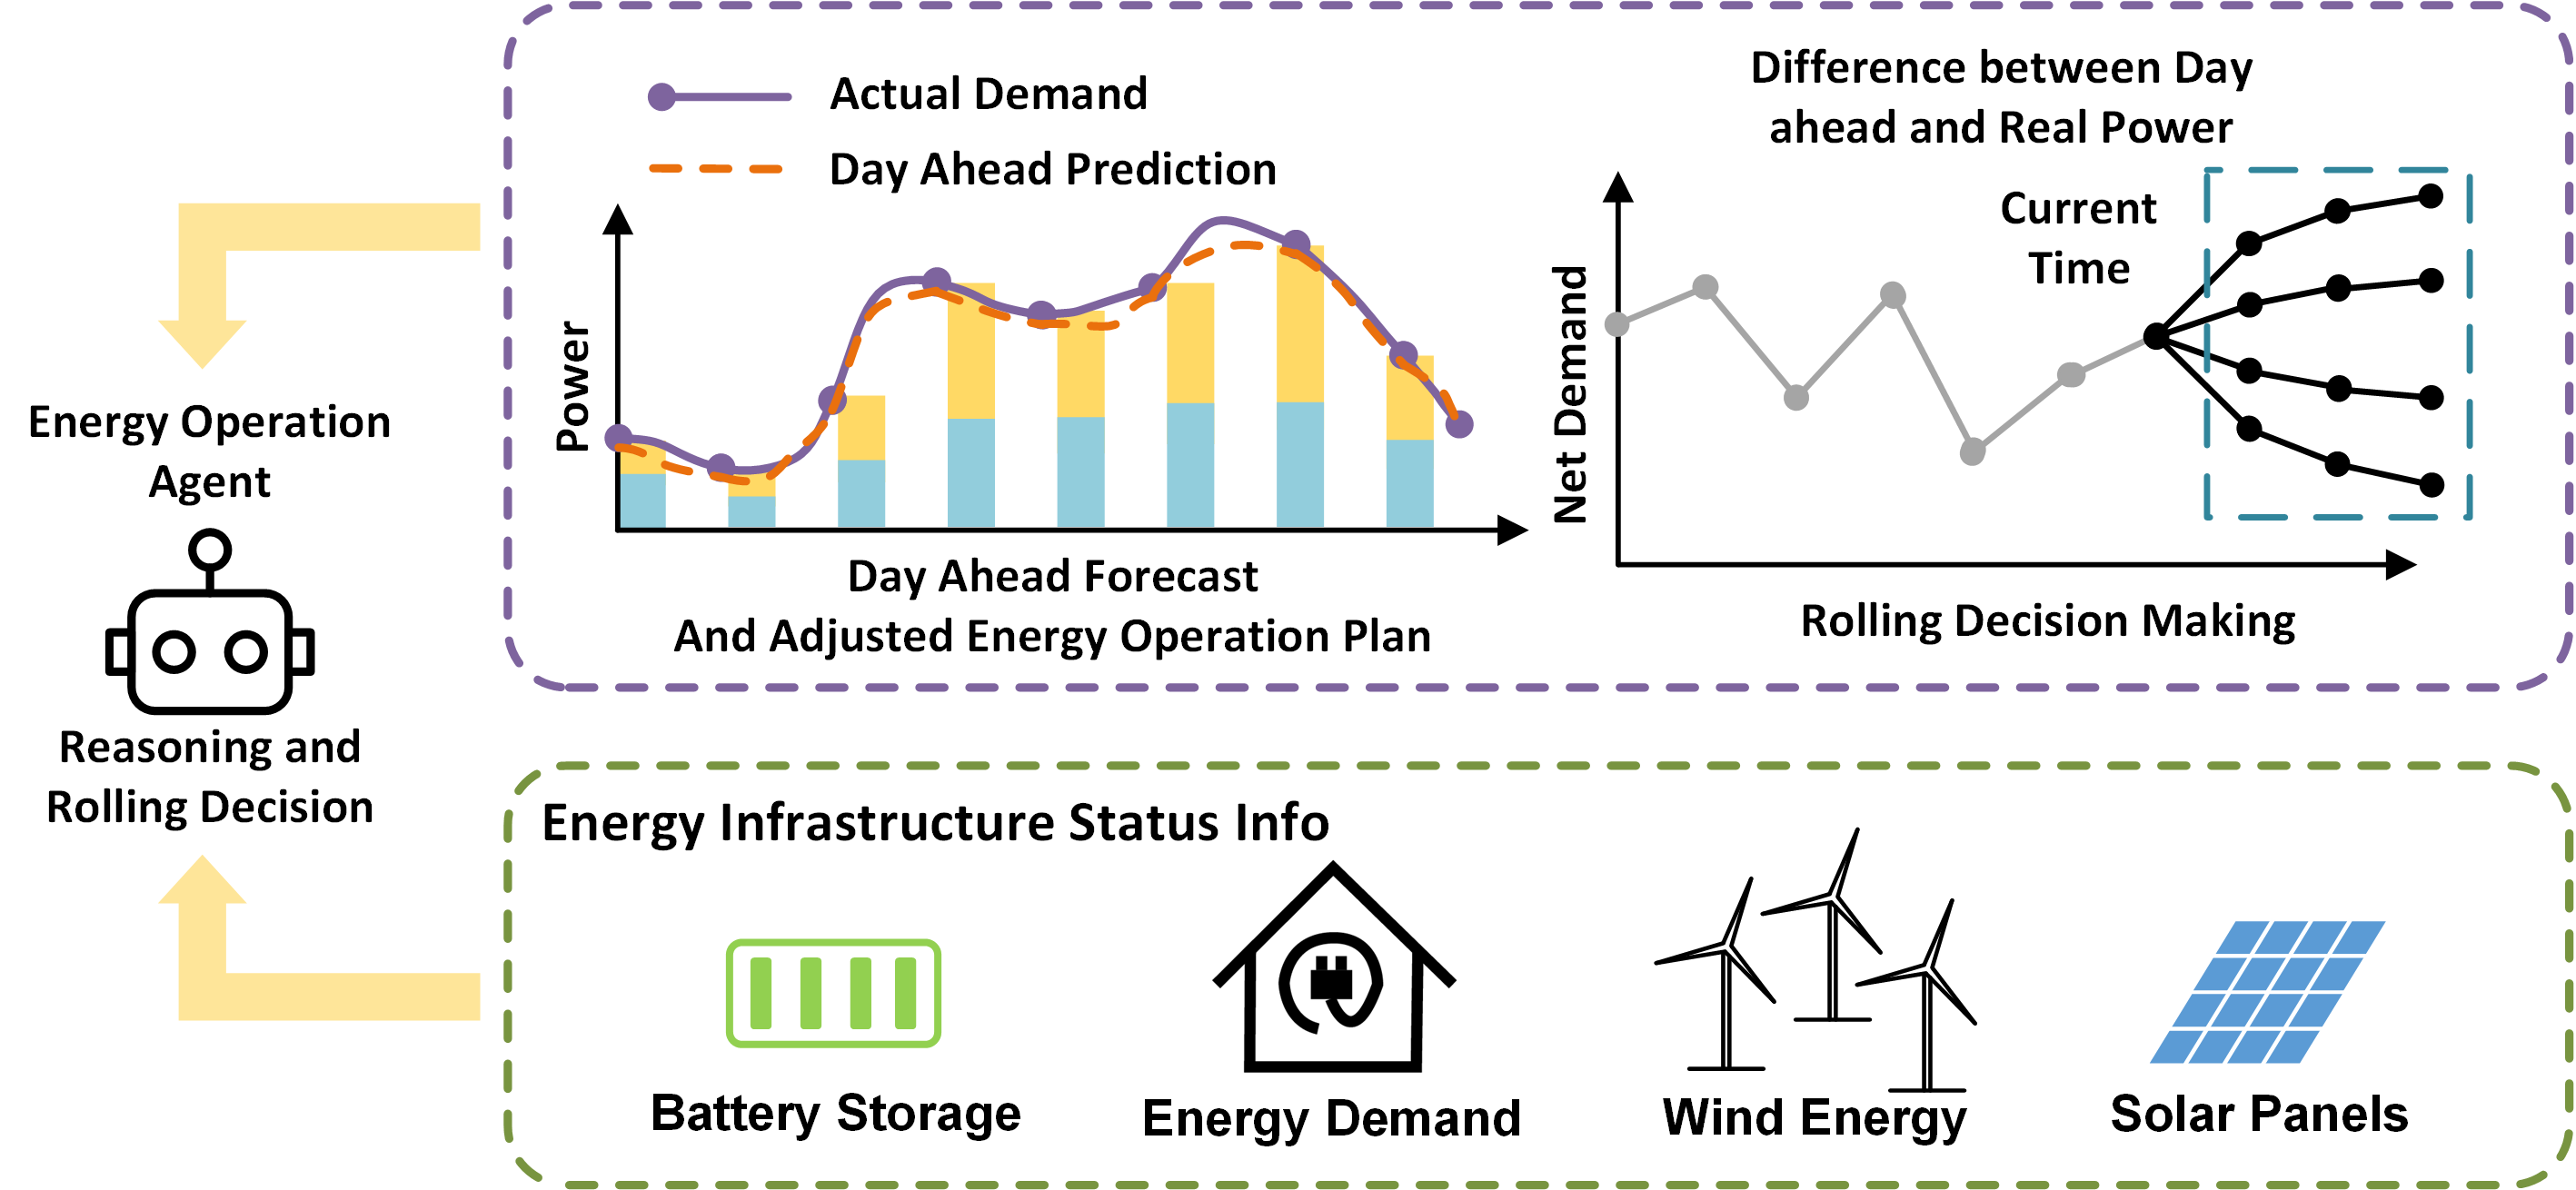 Actual Demand
Day Ahead Prediction
Power
Day Ahead Forecast
And Adjusted Energy Operation Plan
Difference between Day
ahead and Real Power
Current
Time
Net Demand
Rolling Decision Making
Energy Operation
Agent
Reasoning and
Rolling Decision
Energy Infrastructure Status Info
Battery Storage
Energy Demand
Wind Energy
Solar Panels